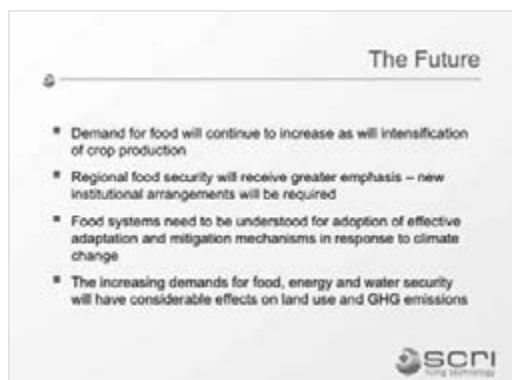 The Future
▪ Demand for food will continue to increase as will intensification
of crop production
▪ Regional food security will receive greater emphasis – new
institutional arrangements will be required
▪ Food systems need to be understood for adoption of effective
adaptation and mitigation mechanisms in response to climate
change
▪ The increasing demands for food, energy and water security
will have considerable effects on land use and GHG emissions
SCRI
living technology